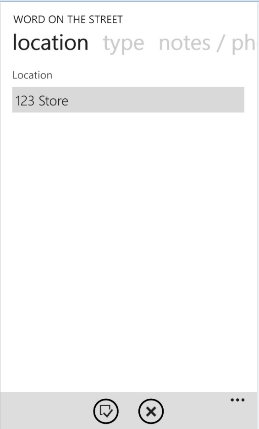 WORD ON THE STREET
location type notes / ph
Location
123 Store